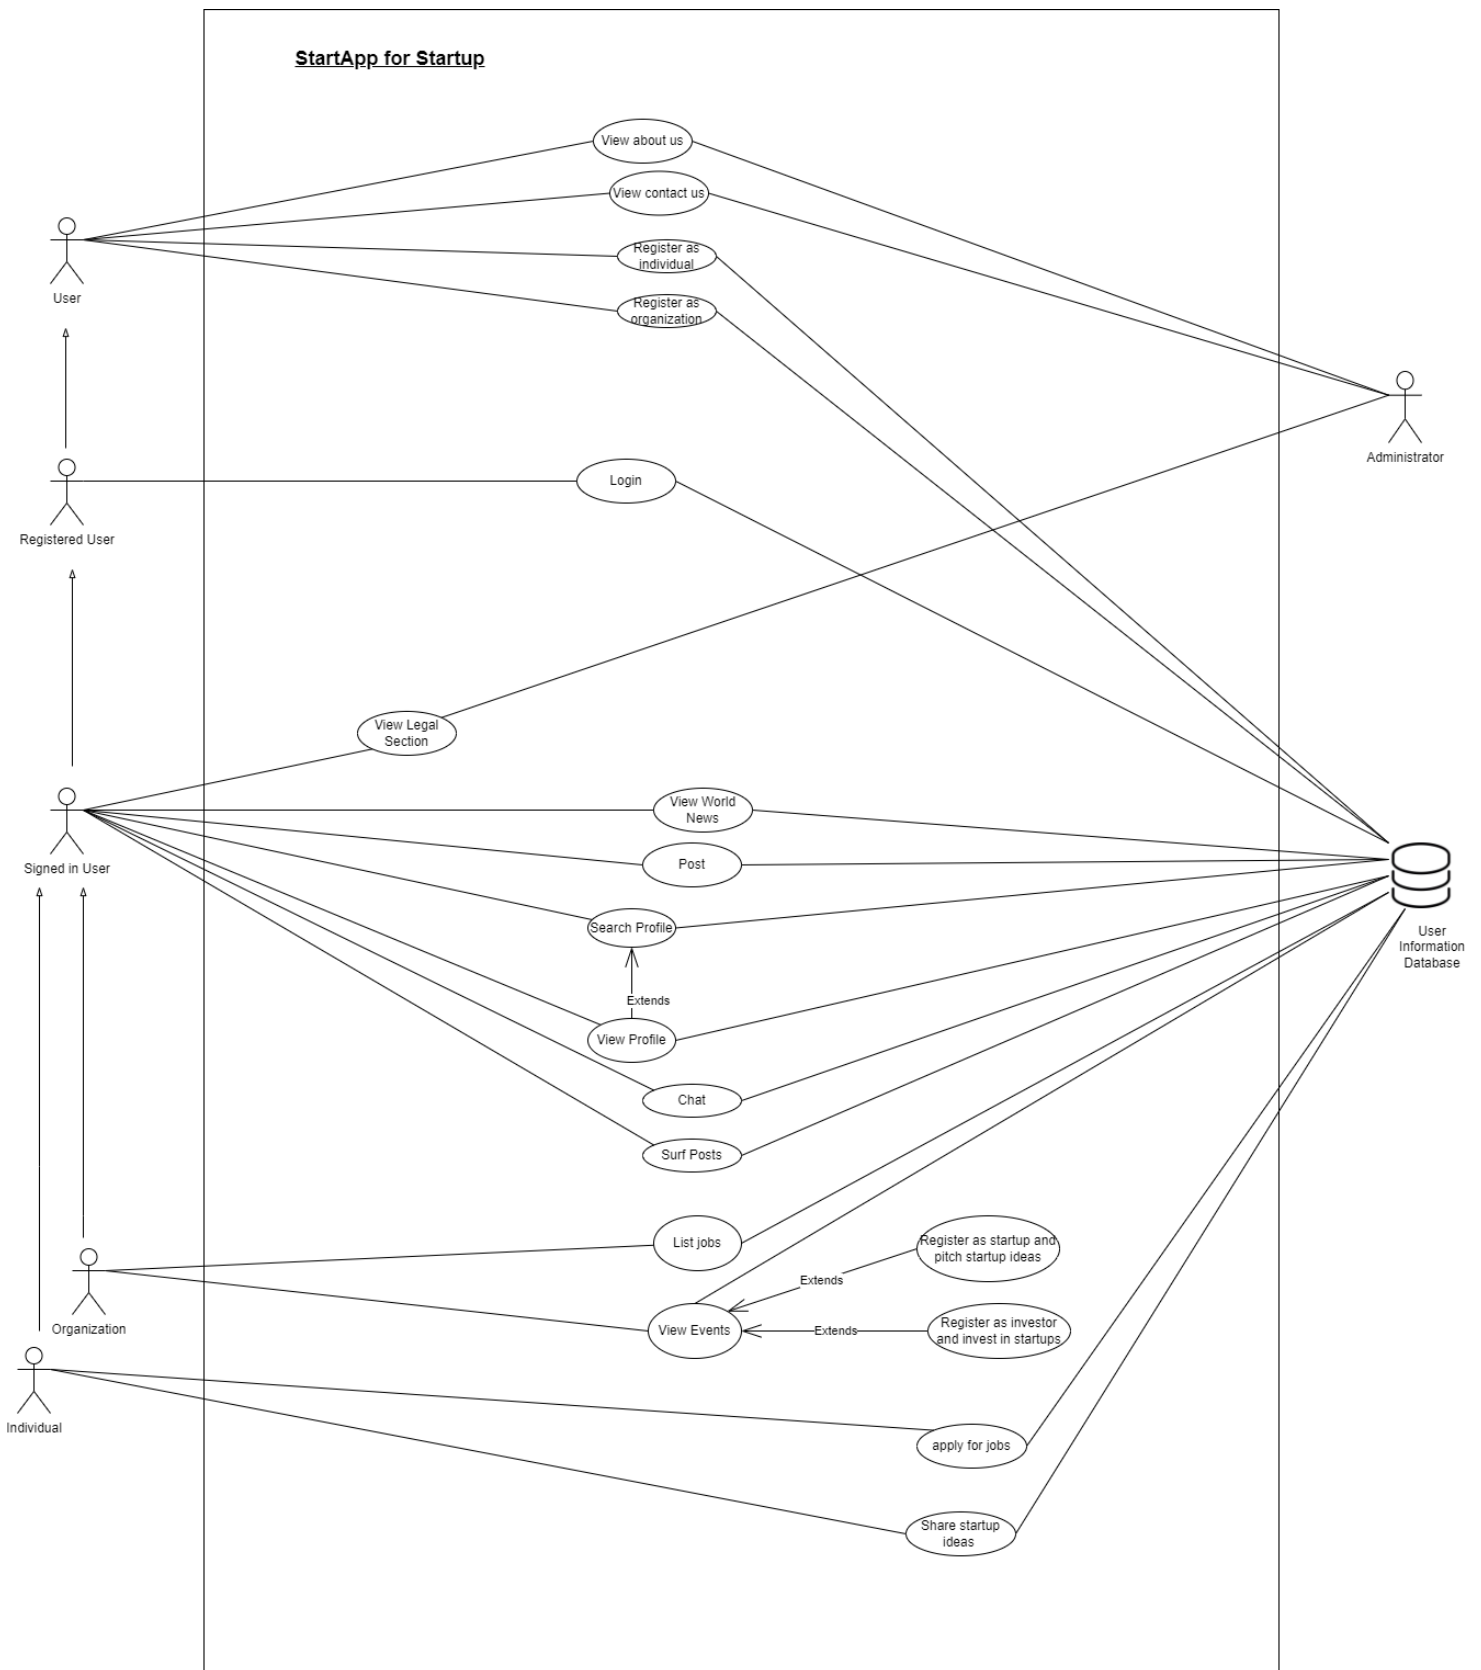 StartApp for Startup
View about us
View contact us
Register as
individual
Register as
organization
User
Administrator
Login
Registered User
View Legal
Section
View World
News
Post
Signed in User
Search Profile
User
Information
Database
Extends
View Profile
Chat
Surf Posts
List jobs
Register as startup and
pitch startup ideas
Extends
Organization
View Events
Extends
Register as investor
and invest in startups
Individual
apply for jobs
Share startup
ideas